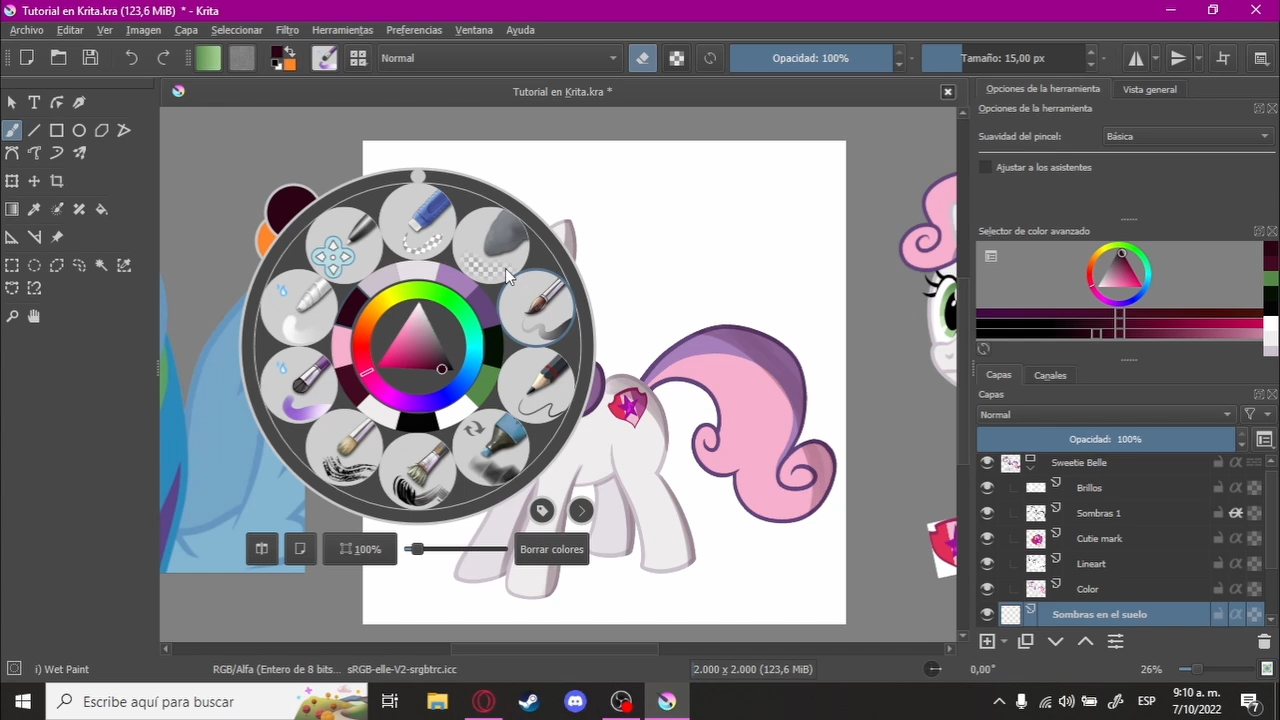 Tutorial en Krita.kra (123,6 MiB) * - Krita
Archivo Editar Ver Imagen Capa Seleccionar Filtro Herramientas Preferencias Ventana Ayuda
Normal
Opacidad: 100%
Tamaño: 15,00 px
Tutorial en Krita.kra *
Opciones de la herramienta
Vista general
Opciones de la herramienta
Suavidad del pincel:
Básica
Ajustar a los asistentes
Selector de color avanzado
Capas
Canales
Capas
Normal
Opacidad: 100%
Sweetie Belle
Brillos
Sombras 1
Cutie mark
Lineart
Color
Sombras en el suelo
100%
Borrar colores
i) Wet Paint
RGB/Alfa (Entero de 8 bits... sRGB-elle-V2-srgbtrc.icc
2.000 x 2.000 (123,6 MiB)
0,00°
26%
Escribe aquí para buscar
ESP
9:10 a. m.
7/10/2022
7